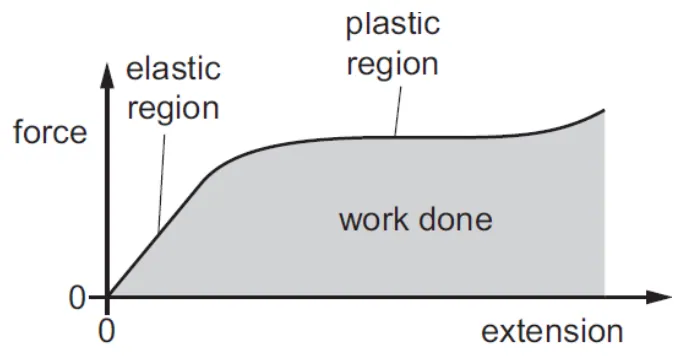 plastic
region
elastic
region
force
work done
0
0
extension